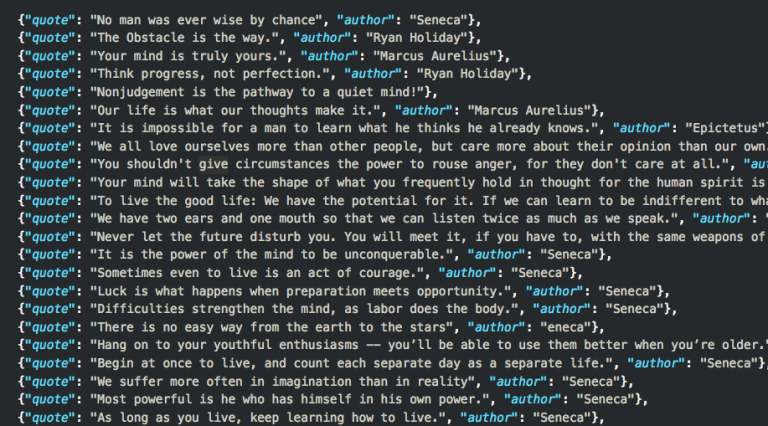 {"quote": "No man was ever wise by chance", "author": "Seneca"},
{"quote": "The Obstacle is the way.", "author": "Ryan Holiday"},
{"quote": "Your mind is truly yours.", "author": "Marcus Aurelius"},
{"quote": "Think progress, not perfection.", "author": "Ryan Holiday"},
{"quote": "Nonjudgement is the pathway to a quiet mind!"},
{"quote": "Our life is what our thoughts make it.", "author": "Marcus Aurelius"},
{"quote": "It is impossible for a man to learn what he thinks he already knows.", "author": "Epictetus"}
{"quote": "We all love ourselves more than other people, but care more about their opinion than our own.
{"quote": "You shouldn't give circumstances the power to rouse anger, for they don't care at all.", "au
{"quote": "Your mind will take the shape of what you frequently hold in thought for the human spirit is
{"quote": "To live the good life: We have the potential for it. If we can learn to be indifferent to wha
{"quote": "We have two ears and one mouth so that we can listen twice as much as we speak.", "author": "
{"quote": "Never let the future disturb you. You will meet it, if you have to, with the same weapons of
{"quote": "It is the power of the mind to be unconquerable.", "author": "Seneca"},
{"quote": "Sometimes even to live is an act of courage.", "author": "Seneca"},
{"quote": "Luck is what happens when preparation meets opportunity.", "author": "Seneca"},
{"quote": "Difficulties strengthen the mind, as labor does the body.", "author": "Seneca"},
{"quote": "There is no easy way from the earth to the stars", "author": "eneca"},
{"quote": "Hang on to your youthful enthusiasms –– you’ll be able to use them better when you’re older."
{"quote": "Begin at once to live, and count each separate day as a separate life.", "author": "Seneca"},
{"quote": "We suffer more often in imagination than in reality", "author": "Seneca"},
{"quote": "Most powerful is he who has himself in his own power.", "author": "Seneca"},
{"quote": "As long as you live, keep learning how to live.", "author": "Seneca"},